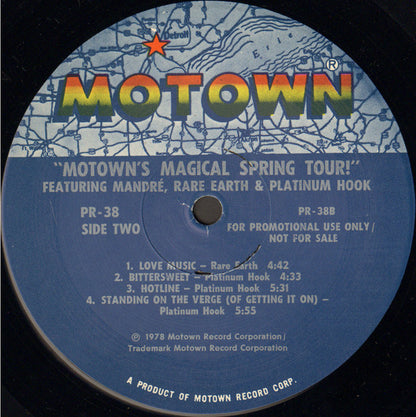 Detroit
Erie
MOTOWN®
"MOTOWN'S MAGICAL SPRING TOUR!"
FEATURING MANDRÉ, RARE EARTH & PLATINUM HOOK
PR-38
SIDE TWO
PR-38B
FOR PROMOTIONAL USE ONLY/
NOT FOR SALE
1. LOVE MUSIC – Rare Earth 4:42
2. BITTERSWEET – Platinum Hook 4:33
3. HOTLINE – Platinum Hook 5:31
4. STANDING ON THE VERGE (OF GETTING IT ON) –
Platinum Hook 5:55
℗ 1978 Motown Record Corporation/
Trademark Motown Record Corporation
A PRODUCT OF MOTOWN RECORD CORP.